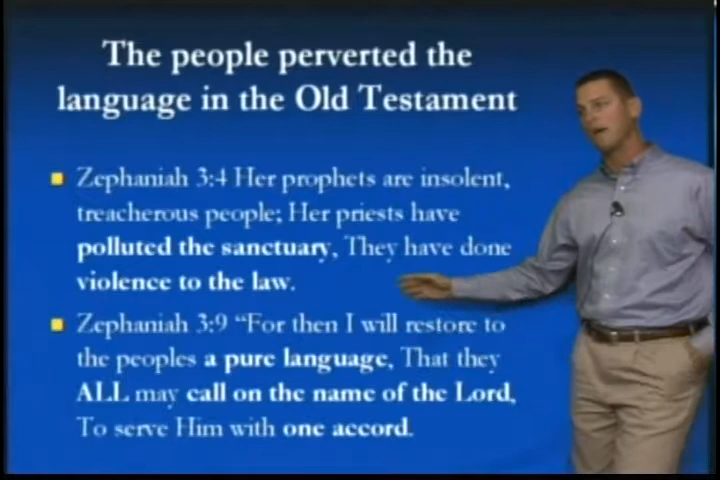 The people perverted the
language in the Old Testament
Zephaniah 3:4 Her prophets are insolent,
treacherous people; Her priests have
polluted the sanctuary, They have done
violence to the law.
Zephaniah 3:9 “For then I will restore to
the peoples a pure language, That they
ALL may call on the name of the Lord,
To serve Him with one accord.